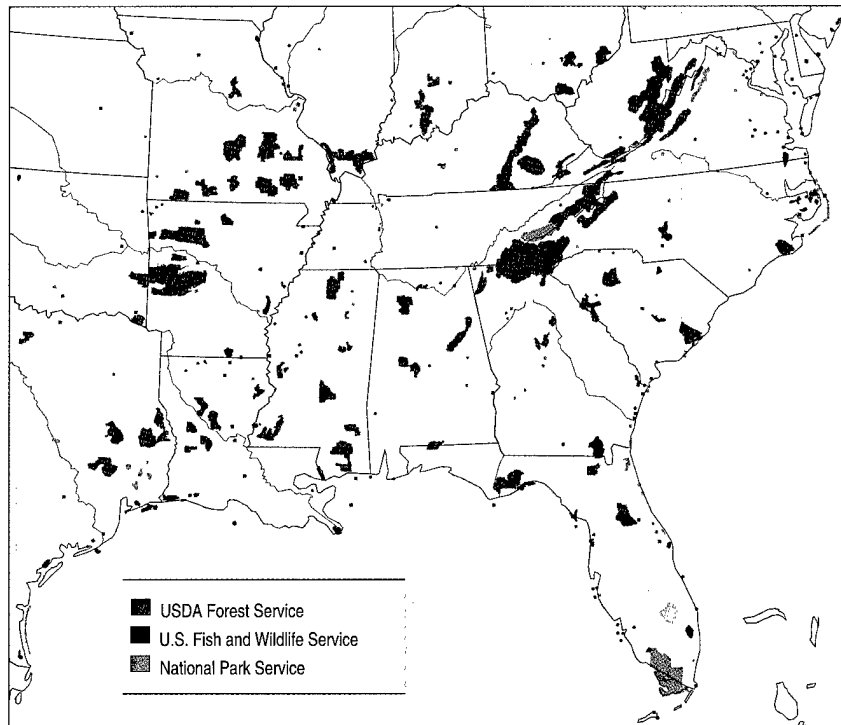 USDA Forest Service
U.S. Fish and Wildlife Service
National Park Service